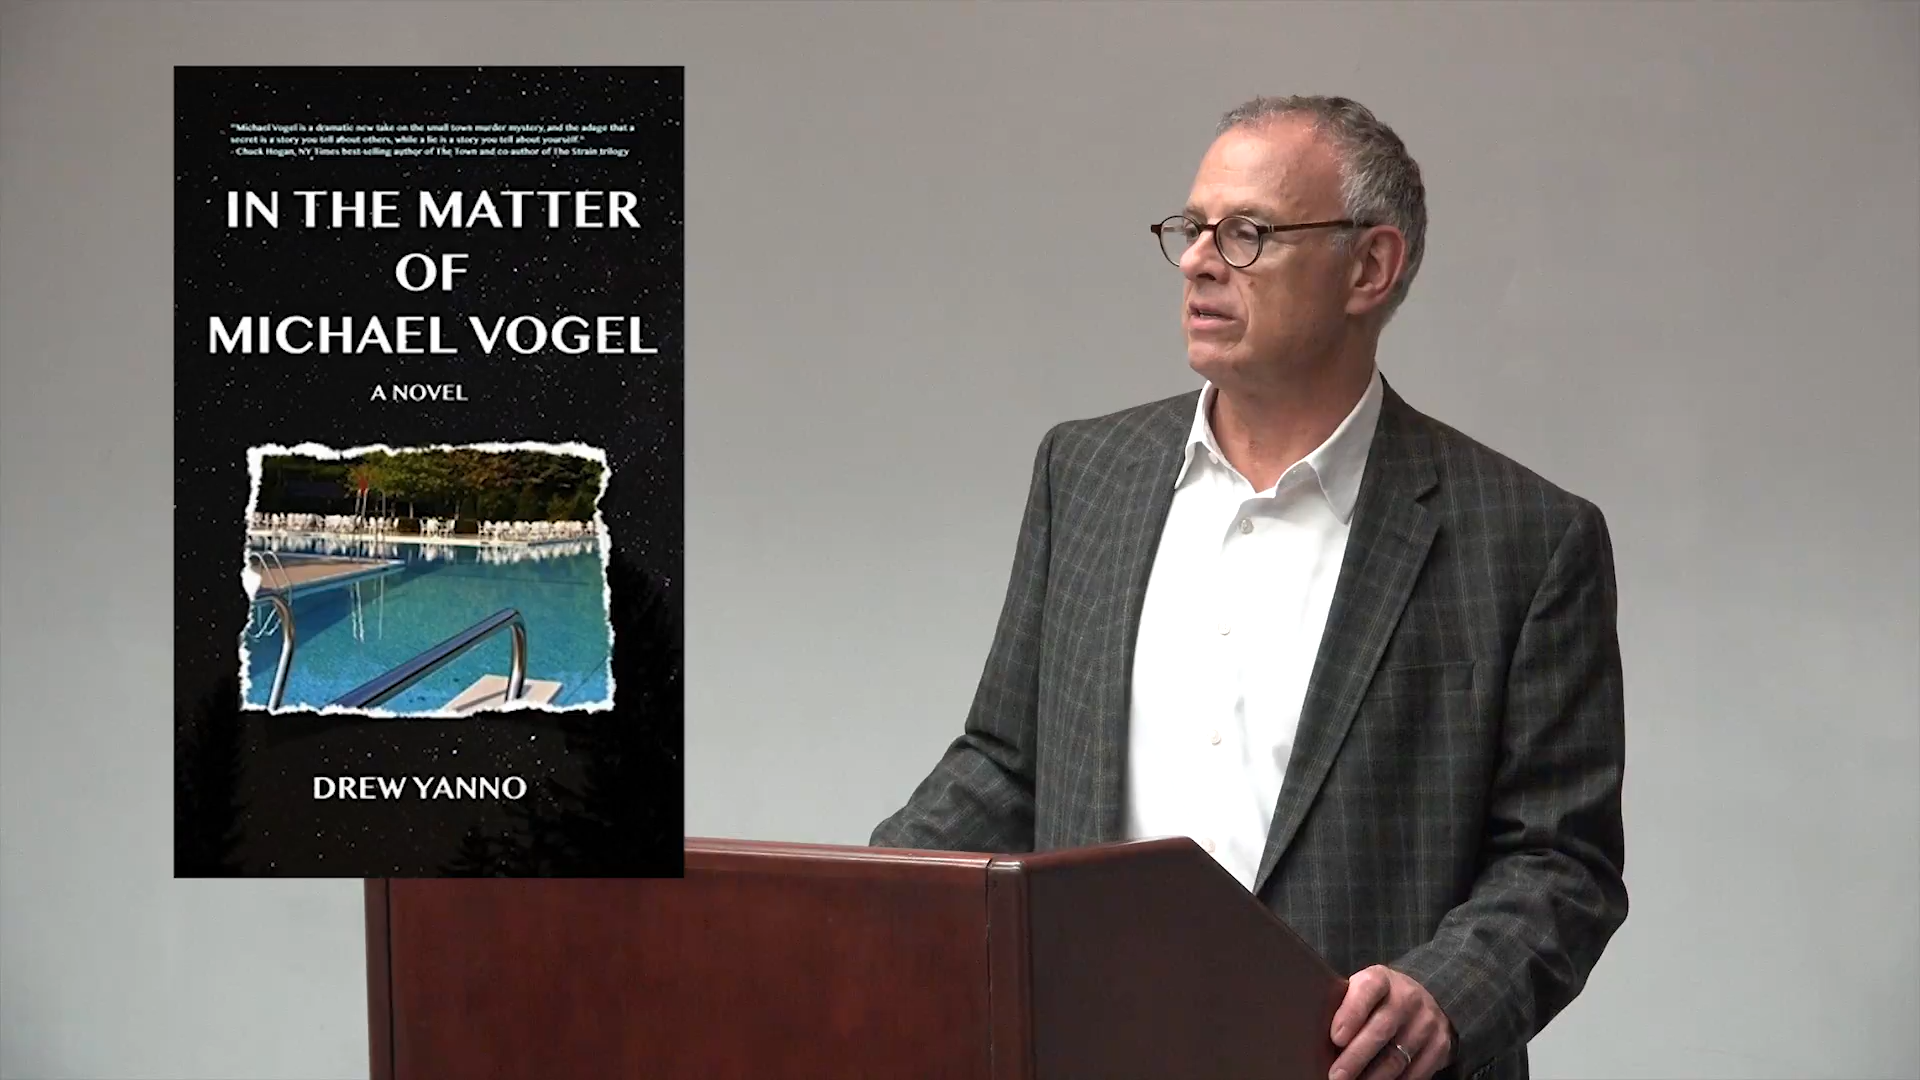 "Michael Vogel is a dramatic new take on the small town murder mystery, and the adage that a
secret is a story you tell about others, while a lie is a story you tell about yourself."
- Chuck Hogan, NY Times best-selling author of The Town and co-author of The Strain trilogy
IN THE MATTER
OF
MICHAEL VOGEL
A NOVEL
DREW YANNO